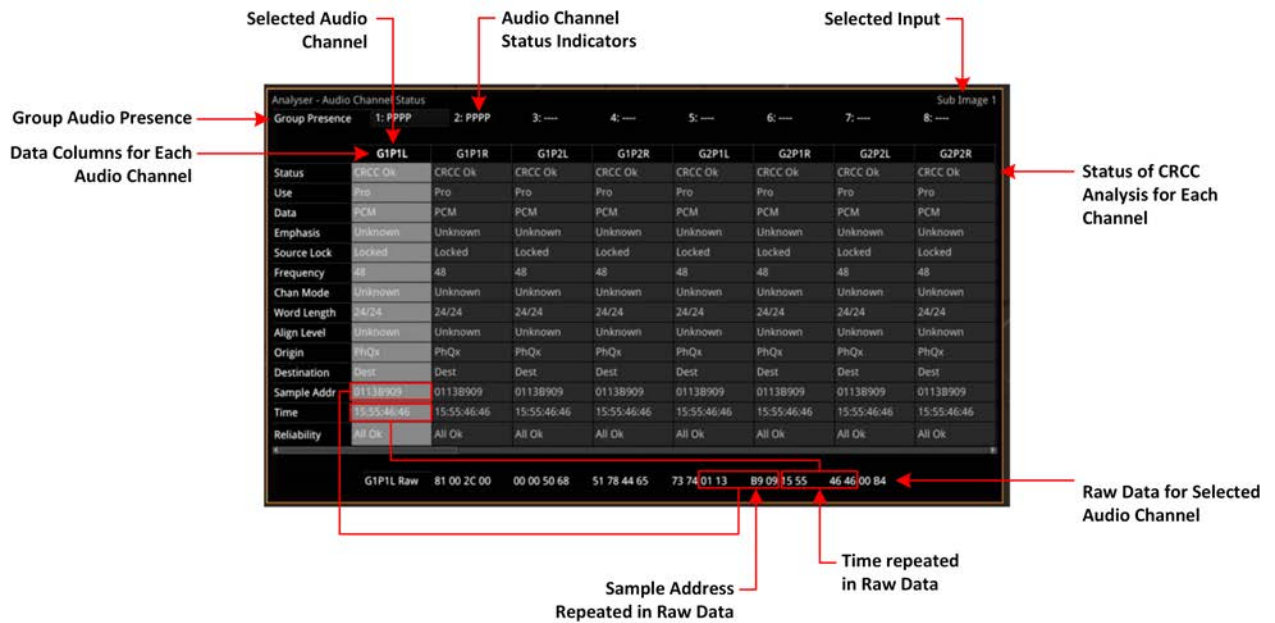 Selected Audio
Channel
Audio Channel
Status Indicators
Selected Input
Group Audio Presence
Data Columns for Each
Audio Channel
Analyser - Audio Channel Status Sub Image 1
Group Presence 1: PPPP 2: PPPP 3: ---- 4: ---- 5: ---- 6: ---- 7: ---- 8: ----
G1P1L G1P1R G1P2L G1P2R G2P1L G2P1R G2P2L G2P2R
Status CRCC Ok CRCC Ok CRCC Ok CRCC Ok CRCC Ok CRCC Ok CRCC Ok CRCC Ok
Use Pro Pro Pro Pro Pro Pro Pro Pro
Data PCM PCM PCM PCM PCM PCM PCM PCM
Emphasis Unknown Unknown Unknown Unknown Unknown Unknown Unknown Unknown
Source Lock Locked Locked Locked Locked Locked Locked Locked Locked
Frequency 48 48 48 48 48 48 48 48
Chan Mode Unknown Unknown Unknown Unknown Unknown Unknown Unknown Unknown
Word Length 24/24 24/24 24/24 24/24 24/24 24/24 24/24 24/24
Align Level Unknown Unknown Unknown Unknown Unknown Unknown Unknown Unknown
Origin PhQx PhQx PhQx PhQx PhQx PhQx PhQx PhQx
Destination Dest Dest Dest Dest Dest Dest Dest Dest
Sample Addr 0113B909 0113B909 0113B909 0113B909 0113B909 0113B909 0113B909 0113B909
Time 15:55:46:46 15:55:46:46 15:55:46:46 15:55:46:46 15:55:46:46 15:55:46:46 15:55:46:46 15:55:46:46
Reliability All Ok All Ok All Ok All Ok All Ok All Ok All Ok All Ok
G1P1L Raw 81 00 2C 00 00 00 50 68 51 78 44 65 73 74 01 13 B9 09 15 55 46 46 00 B4
Status of CRCC
Analysis for Each
Channel
Raw Data for Selected
Audio Channel
Time repeated
in Raw Data
Sample Address
Repeated in Raw Data